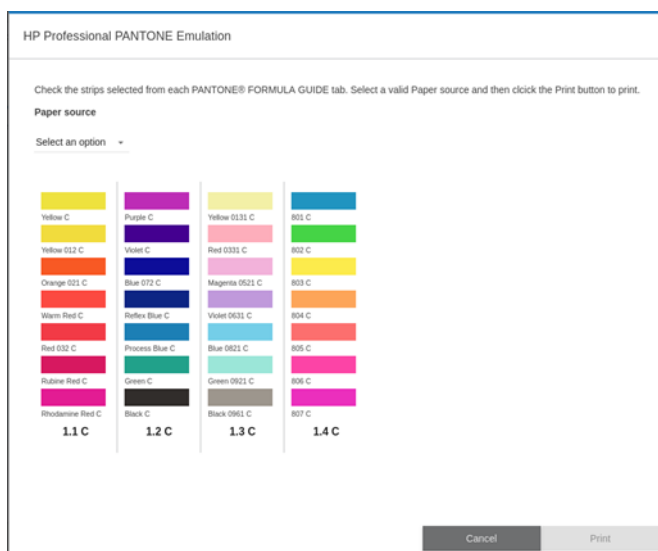 HP Professional PANTONE Emulation
Check the strips selected from each PANTONE® FORMULA GUIDE tab. Select a valid Paper source and then clcick the Print button to print.
Paper source
Select an option
Yellow C
Yellow 012 C
Orange 021 C
Warm Red C
Red 032 C
Rubine Red C
Rhodamine Red C
1.1 C
Purple C
Violet C
Blue 072 C
Reflex Blue C
Process Blue C
Green C
Black C
1.2 C
Yellow 0131 C
Red 0331 C
Magenta 0521 C
Violet 0631 C
Blue 0821 C
Green 0921 C
Black 0961 C
1.3 C
801 C
802 C
803 C
804 C
805 C
806 C
807 C
1.4 C
Cancel
Print